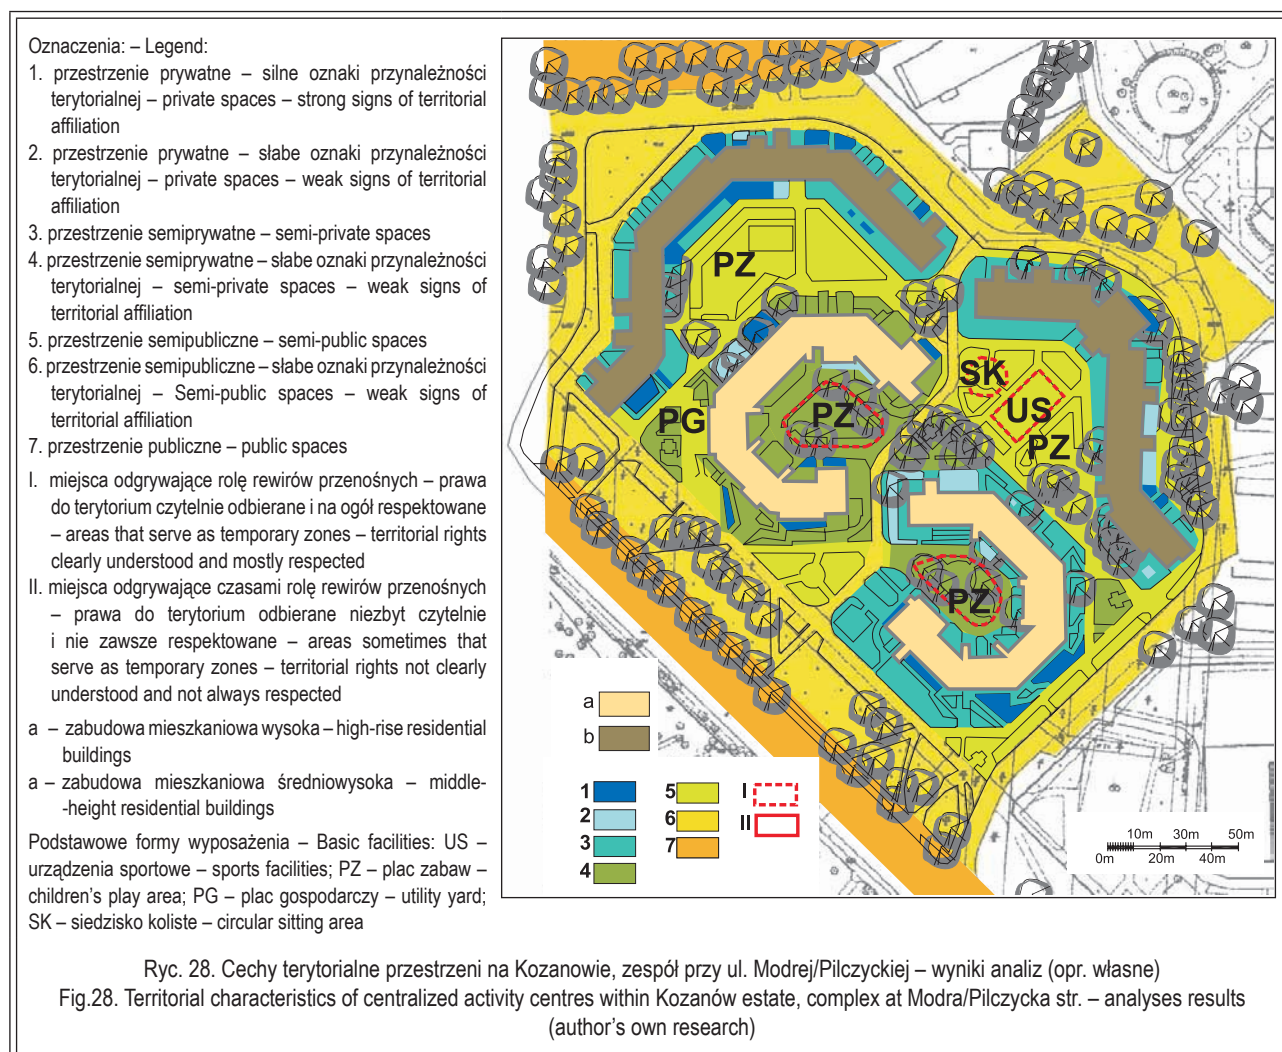 Oznaczenia: – Legend:
1. przestrzenie prywatne – silne oznaki przynależności
terytorialnej – private spaces – strong signs of territorial
affiliation
2. przestrzenie prywatne – słabe oznaki przynależności
terytorialnej – private spaces – weak signs of territorial
affiliation
3. przestrzenie semiprywatne – semi-private spaces
4. przestrzenie semiprywatne – słabe oznaki przynależności
terytorialnej – semi-private spaces – weak signs of
territorial affiliation
5. przestrzenie semipubliczne – semi-public spaces
6. przestrzenie semipubliczne – słabe oznaki przynależności
terytorialnej – Semi-public spaces – weak signs of
territorial affiliation
7. przestrzenie publiczne – public spaces
I. miejsca odgrywające rolę rewirów przenośnych – prawa
do terytorium czytelnie odbierane i na ogół respektowane
– areas that serve as temporary zones – territorial rights
clearly understood and mostly respected
II. miejsca odgrywające czasami rolę rewirów przenośnych
– prawa do terytorium odbierane niezbyt czytelnie
i nie zawsze respektowane – areas sometimes that
serve as temporary zones – territorial rights not clearly
understood and not always respected
a – zabudowa mieszkaniowa wysoka – high-rise residential
buildings
a – zabudowa mieszkaniowa średniowysoka – middle-
-height residential buildings
Podstawowe formy wyposażenia – Basic facilities: US –
urządzenia sportowe – sports facilities; PZ – plac zabaw –
children's play area; PG – plac gospodarczy – utility yard;
SK – siedzisko koliste – circular sitting area
PZ
SK
PG
PZ
US
PZ
PZ
a
b
1
2
3
4
5
6
7
I
II
10m 30m 50m
0m 20m 40m
Ryc. 28. Cechy terytorialne przestrzeni na Kozanowie, zespół przy ul. Modrej/Pilczyckiej – wyniki analiz (opr. własne)
Fig.28. Territorial characteristics of centralized activity centres within Kozanów estate, complex at Modra/Pilczycka str. – analyses results
(author's own research)